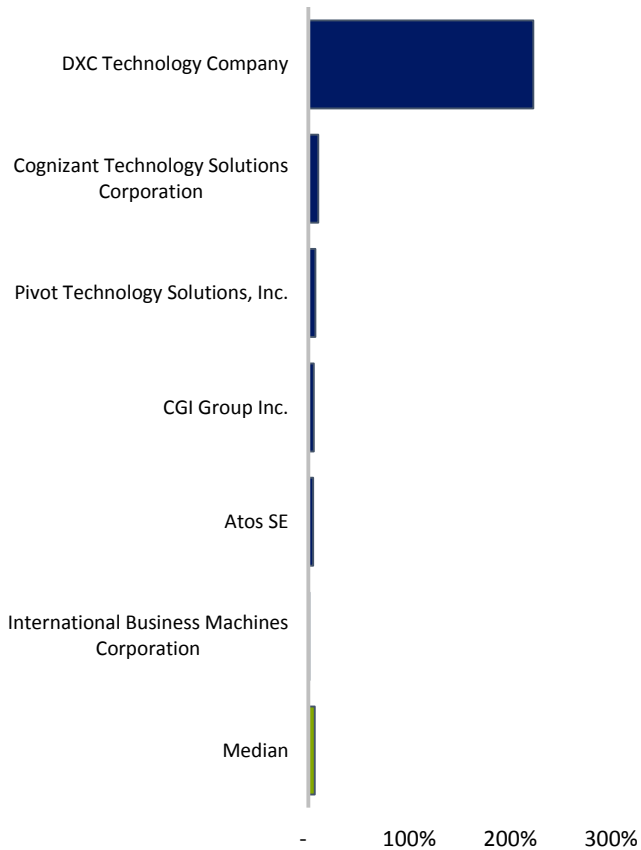 DXC Technology Company
Cognizant Technology Solutions
Corporation
Pivot Technology Solutions, Inc.
CGI Group Inc.
Atos SE
International Business Machines
Corporation
Median
- 100% 200% 300%